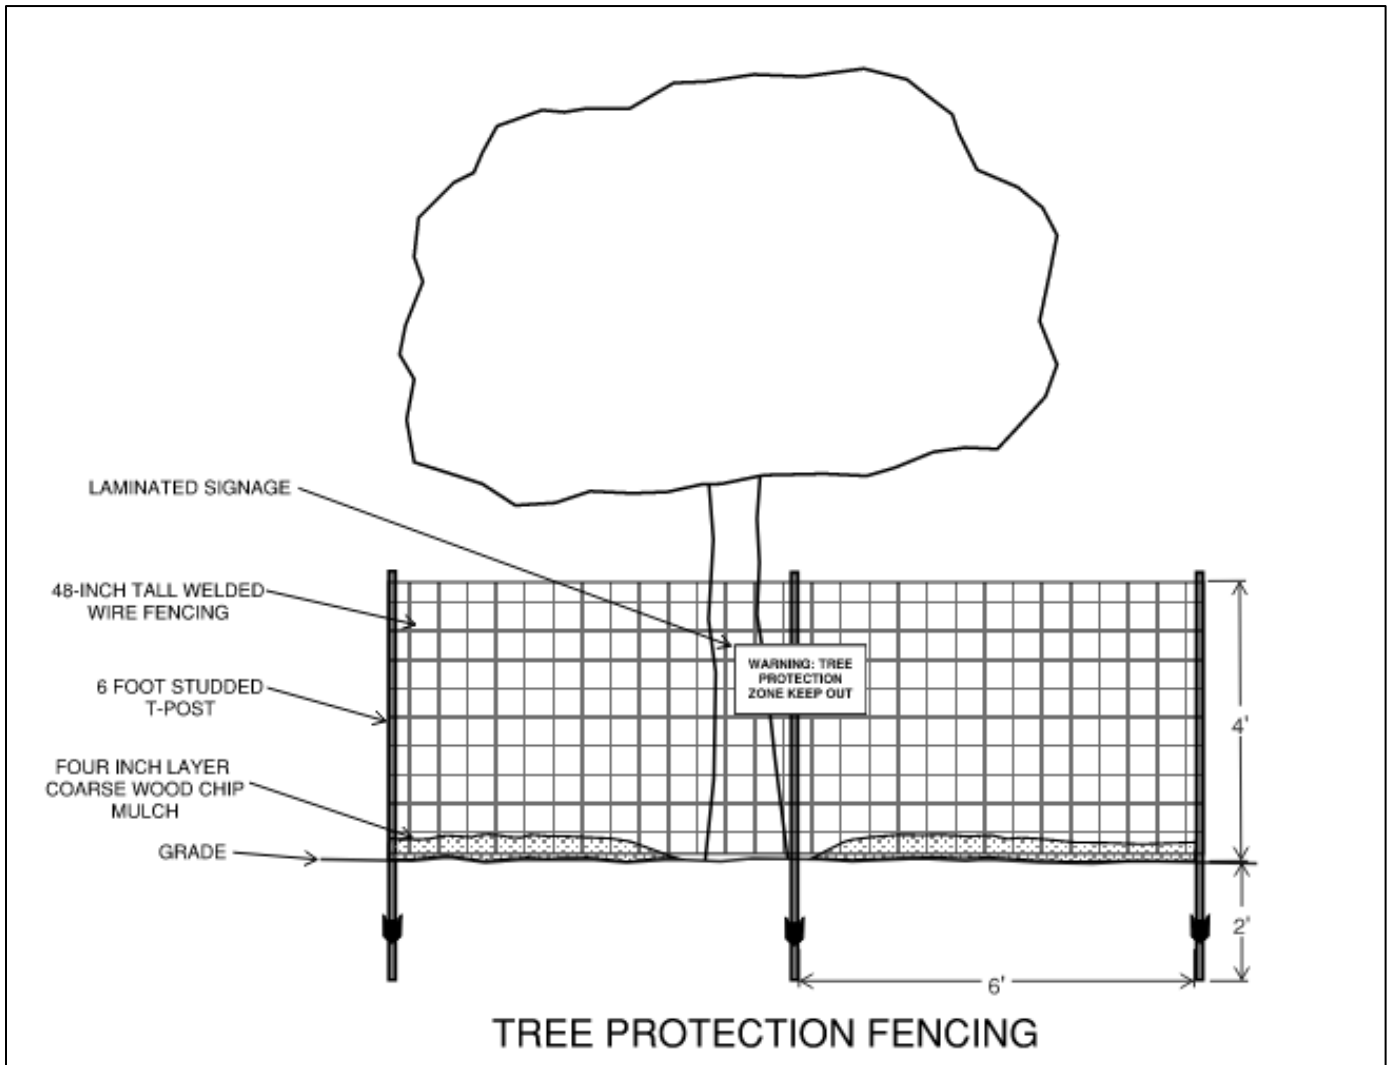 LAMINATED SIGNAGE
48-INCH TALL WELDED
WIRE FENCING
WARNING: TREE
PROTECTION
ZONE KEEP OUT
6 FOOT STUDDED
T-POST
4'
FOUR INCH LAYER
COARSE WOOD CHIP
MULCH
GRADE
2'
6'
TREE PROTECTION FENCING